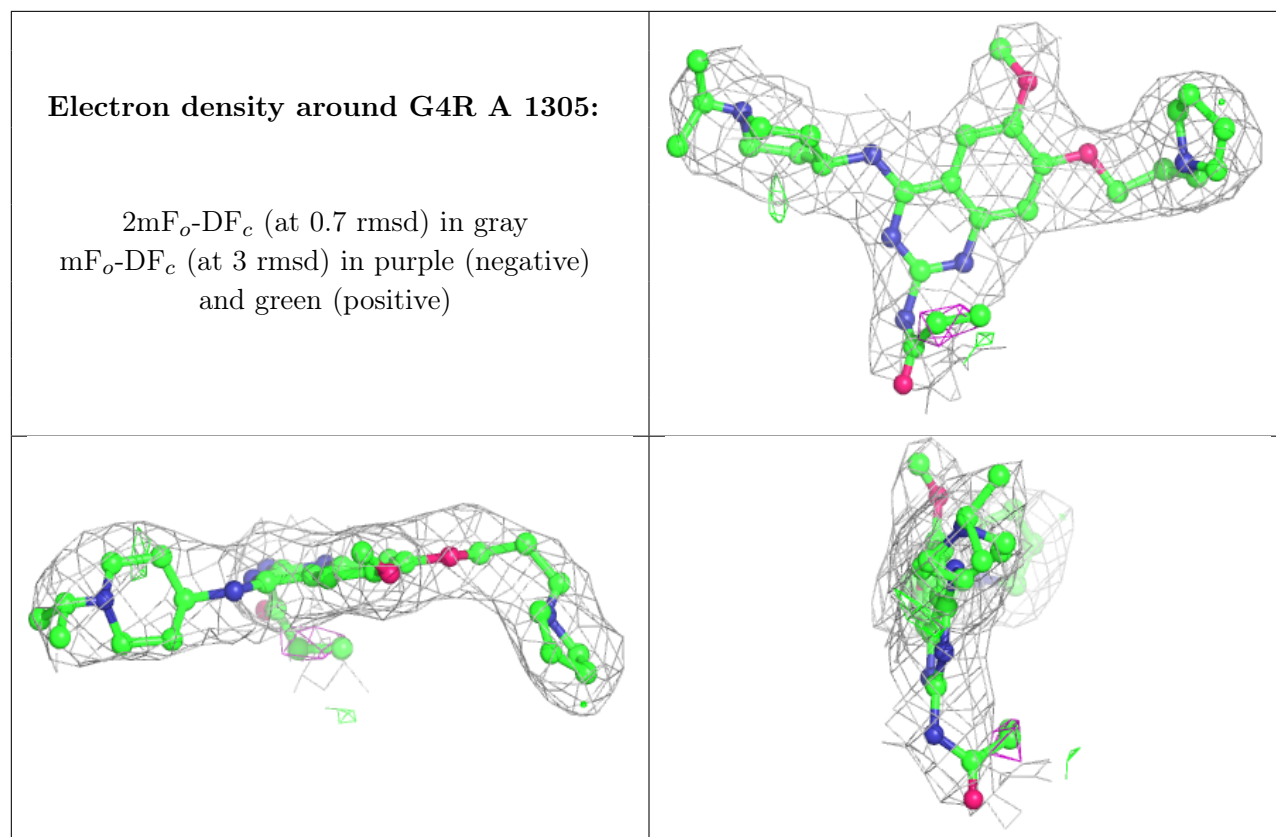 Electron density around G4R A 1305:
2mFₒ-DF𝑐 (at 0.7 rmsd) in gray
mFₒ-DF𝑐 (at 3 rmsd) in purple (negative)
and green (positive)